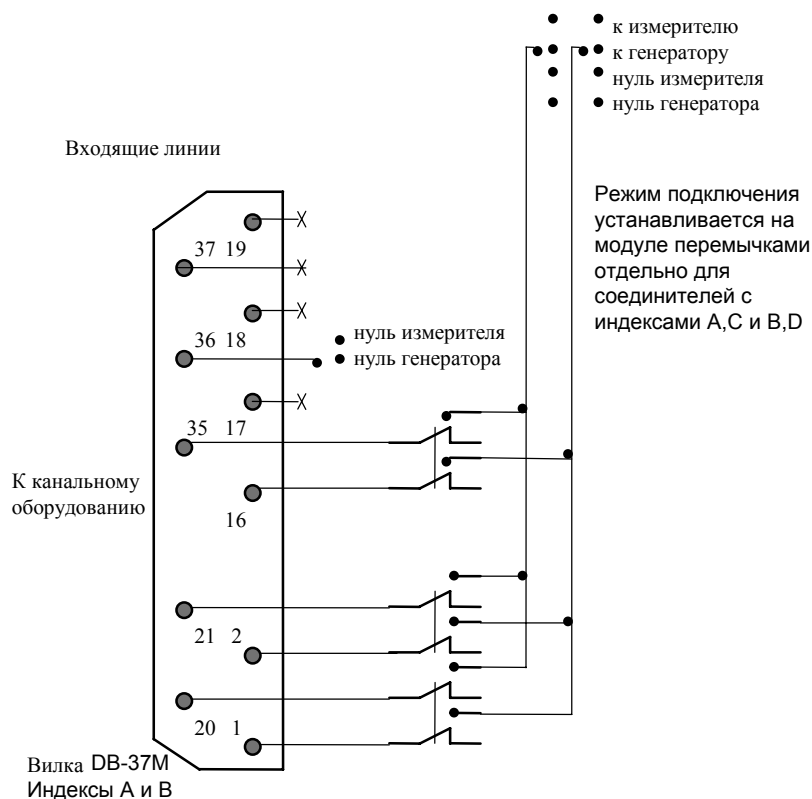 к измерителю
к генератору
нуль измерителя
нуль генератора
Входящие линии
Режим подключения
устанавливается на
модуле перемычками
отдельно для
соединителей с
индексами A,C и B,D
37 19
нуль измерителя
36 18
нуль генератора
35 17
К канальному
оборудованию
16
21 2
20 1
Вилка DB-37M
Индексы A и B